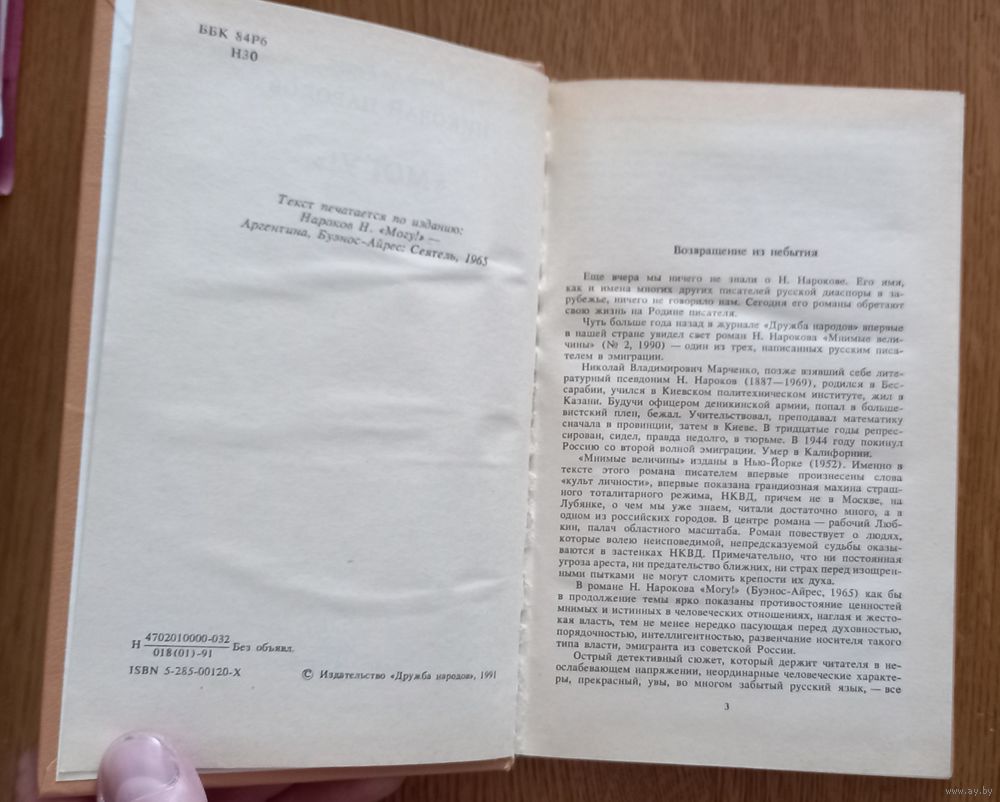 ББК 84Р6
Н30
Текст печатается по изданию:
Нароков Н. «Могу!» —
Аргентина, Буэнос-Айрес: Сеятель, 1965
Н 4702010000-032 Без объявл.
018(01)-91
ISBN 5-285-00120-X
© Издательство «Дружба народов», 1991
Возвращение из небытия
Еще вчера мы ничего не знали о Н. Нарокове. Его имя,
как и имена многих других писателей русской диаспоры в за-
рубежье, ничего не говорило нам. Сегодня его романы обретают
свою жизнь на Родине писателя.
Чуть больше года назад в журнале «Дружба народов» впервые
в нашей стране увидел свет роман Н. Нарокова «Мнимые вели-
чины» (№ 2, 1990) — один из трех, написанных русским писа-
телем в эмиграции.
Николай Владимирович Марченко, позже взявший себе лите-
ратурный псевдоним Н. Нароков (1887—1969), родился в Бес-
сарабии, учился в Киевском политехническом институте, жил в
Казани. Будучи офицером деникинской армии, попал в больше-
вистский плен, бежал. Учительствовал, преподавал математику
сначала в провинции, затем в Киеве. В тридцатые годы репрес-
сирован, сидел, правда недолго, в тюрьме. В 1944 году покинул
Россию со второй волной эмиграции. Умер в Калифорнии.
«Мнимые величины» изданы в Нью-Йорке (1952). Именно в
тексте этого романа писателем впервые произнесены слова
«культ личности», впервые показана грандиозная махина страш-
ного тоталитарного режима, НКВД, причем не в Москве, на
Лубянке, о чем мы уже знаем, читали достаточно много, а в
одном из российских городов. В центре романа — рабочий Люб-
кин, палач областного масштаба. Роман повествует о людях,
которые волею неисповедимой, непредсказуемой судьбы оказы-
ваются в застенках НКВД. Примечательно, что ни постоянная
угроза ареста, ни предательство ближних, ни страх перед изощрен-
ными пытками не могут сломить крепости их духа.
В романе Н. Нарокова «Могу!» (Буэнос-Айрес, 1965) как бы
в продолжение темы ярко показаны противостояние ценностей
мнимых и истинных в человеческих отношениях, наглая и жесто-
кая власть, тем не менее нередко пасующая перед духовностью,
порядочностью, интеллигентностью, развенчание носителя такого
типа власти, эмигранта из советской России.
Острый детективный сюжет, который держит читателя в не-
ослабевающем напряжении, неординарные человеческие характе-
ры, прекрасный, увы, во многом забытый русский язык, — все
3
www.ay.by